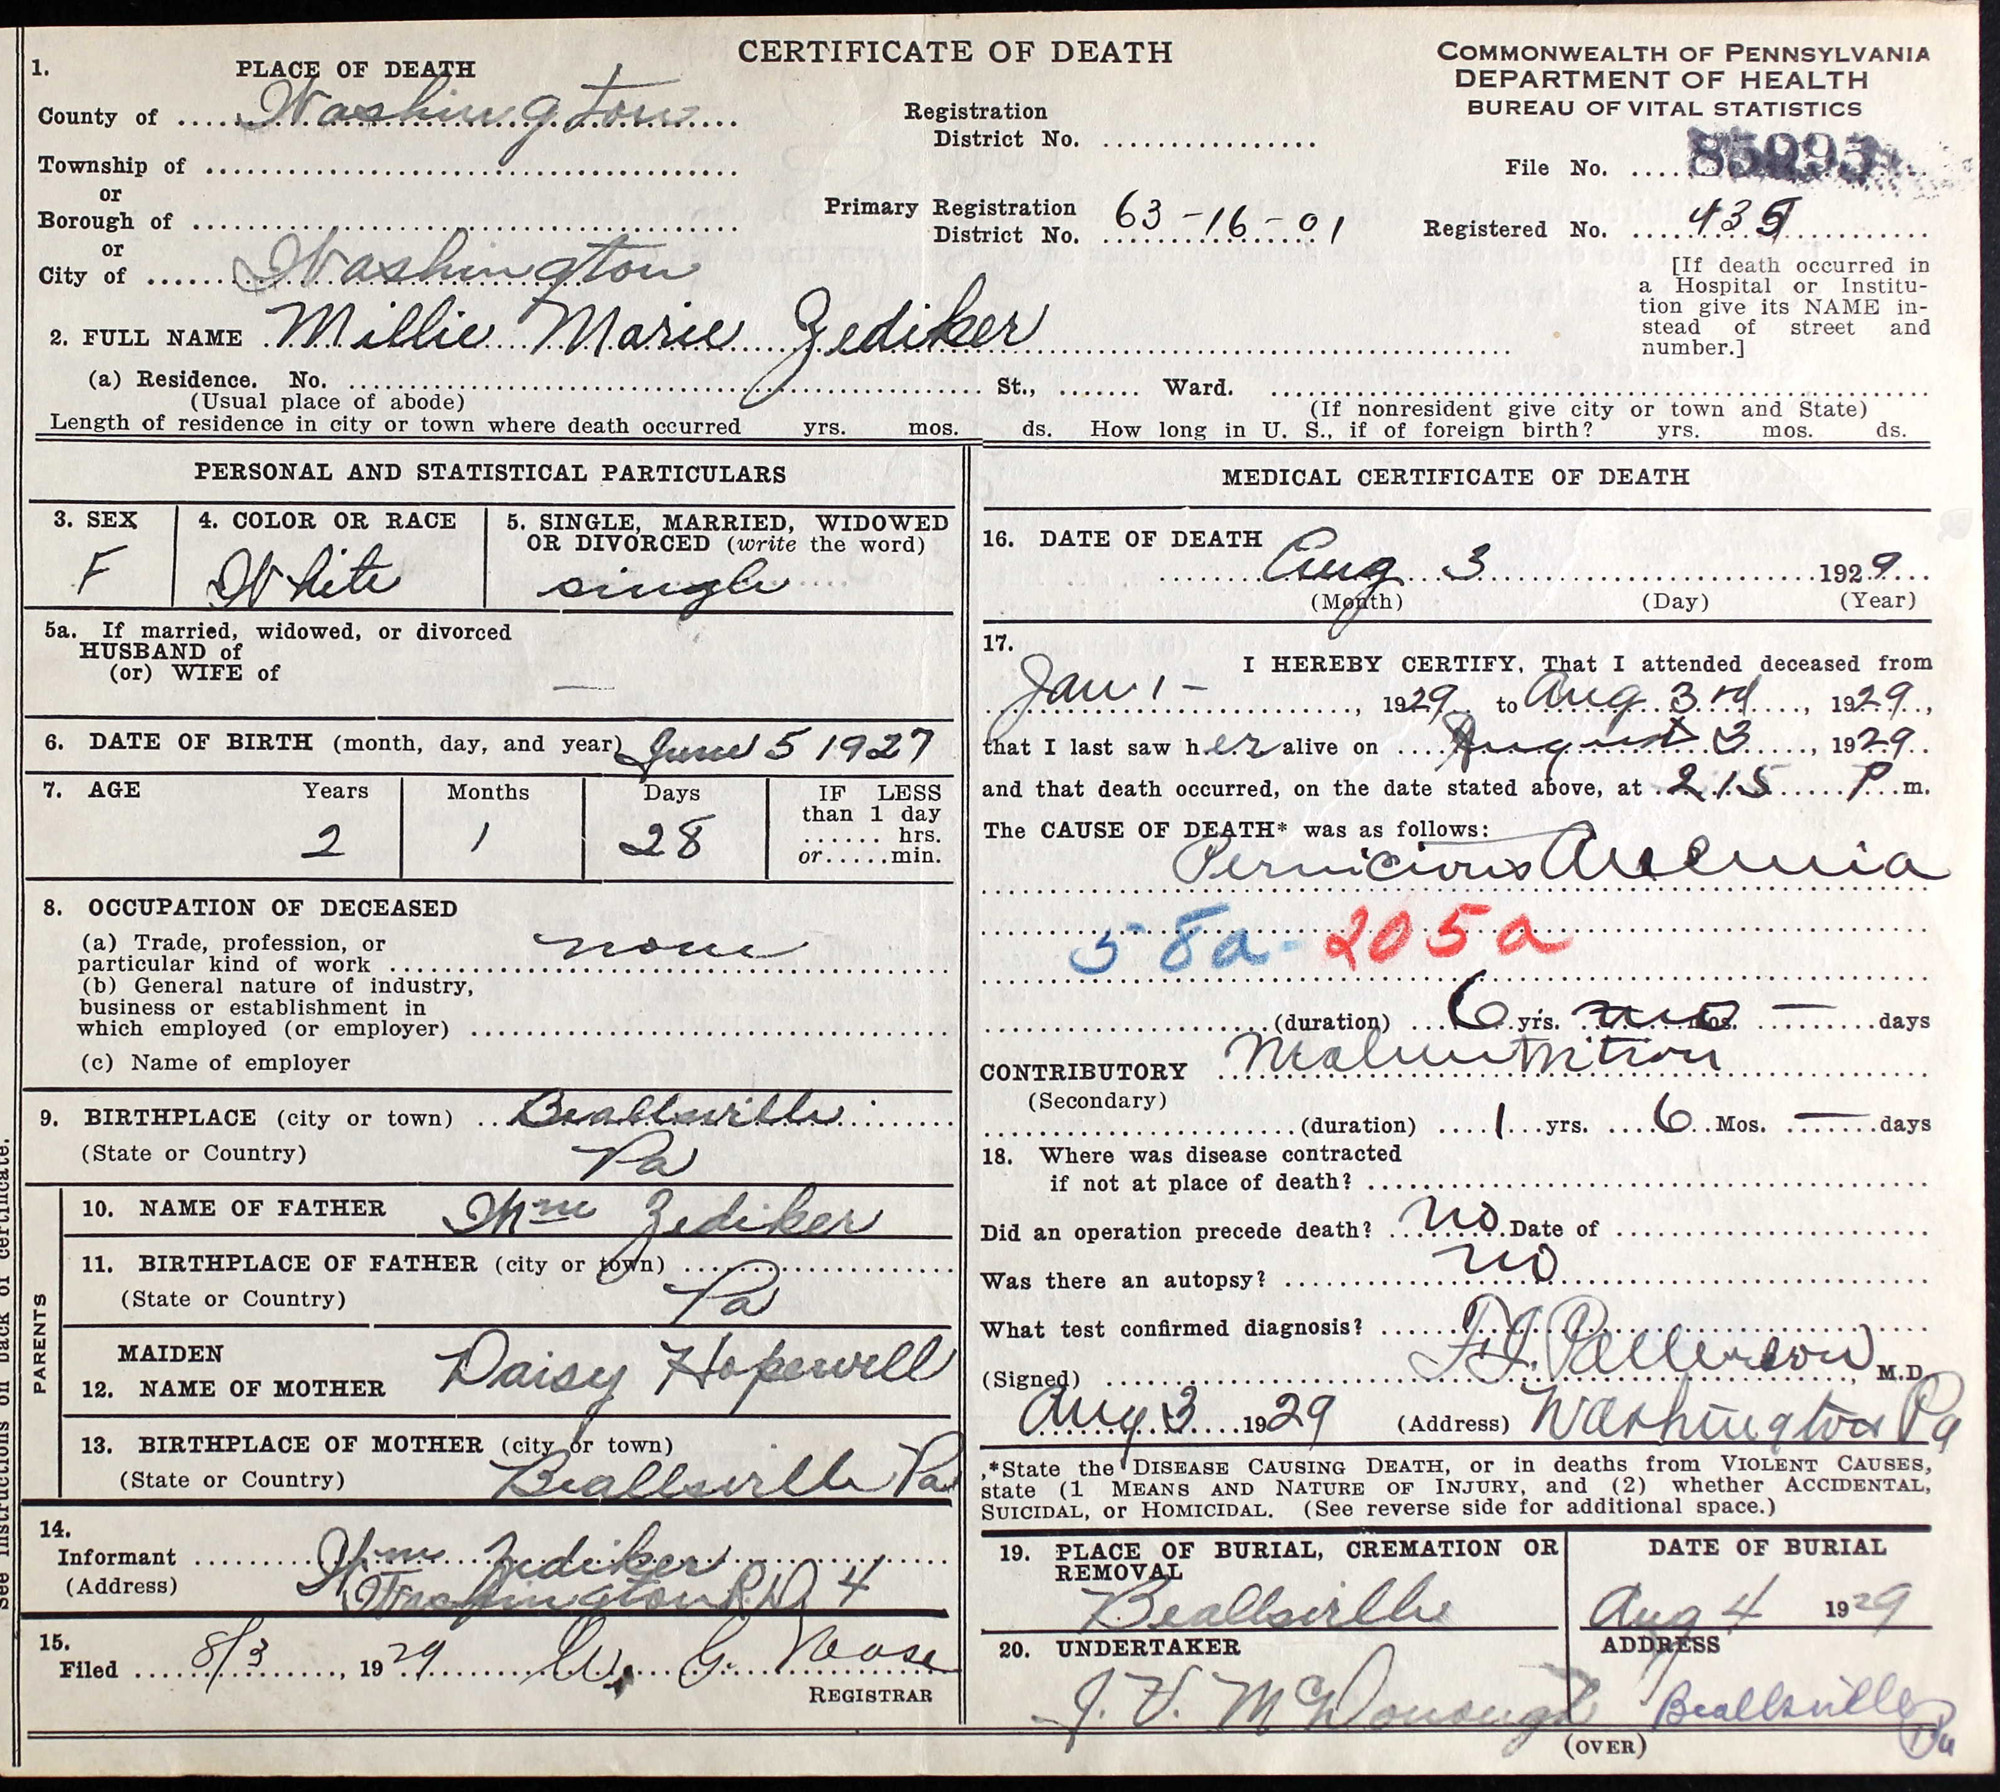 CERTIFICATE OF DEATH
COMMONWEALTH OF PENNSYLVANIA
DEPARTMENT OF HEALTH
BUREAU OF VITAL STATISTICS
1. PLACE OF DEATH
County of Washington
Registration
District No.
File No. 85093
Township of
or
Borough of
Primary Registration
District No. 63-16-01
Registered No. 435
or
City of Washington
[If death occurred in
a Hospital or Institu-
tion give its NAME in-
stead of street and
number.]
2. FULL NAME Millie Marie Zediker
(a) Residence. No. St., Ward.
(Usual place of abode) (If nonresident give city or town and State)
Length of residence in city or town where death occurred yrs. mos. ds. How long in U. S., if of foreign birth? yrs. mos. ds.
PERSONAL AND STATISTICAL PARTICULARS
3. SEX
F
4. COLOR OR RACE
White
5. SINGLE, MARRIED, WIDOWED
OR DIVORCED (write the word)
single
5a. If married, widowed, or divorced
HUSBAND of
(or) WIFE of —
6. DATE OF BIRTH (month, day, and year) June 5 1927
7. AGE Years Months Days IF LESS
than 1 day
hrs.
or min.
2 1 28
8. OCCUPATION OF DECEASED
(a) Trade, profession, or
particular kind of work none
(b) General nature of industry,
business or establishment in
which employed (or employer)
(c) Name of employer
9. BIRTHPLACE (city or town) Beallsville
(State or Country) Pa
PARENTS
10. NAME OF FATHER Wm Zediker
11. BIRTHPLACE OF FATHER (city or town)
(State or Country) Pa
MAIDEN
12. NAME OF MOTHER Daisy Hopewell
13. BIRTHPLACE OF MOTHER (city or town)
(State or Country) Beallsville Pa
14.
Informant Wm Zediker
(Address) Washington R.D. 4
15.
Filed 8/3, 1929 W. G. Noose
REGISTRAR
See instructions on back of certificate.
MEDICAL CERTIFICATE OF DEATH
16. DATE OF DEATH
Aug 3 1929
(Month) (Day) (Year)
17.
I HEREBY CERTIFY, That I attended deceased from
Jan 1 -, 1929 to Aug 3rd, 1929,
that I last saw her alive on August 3, 1929
and that death occurred, on the date stated above, at 215 P m.
The CAUSE OF DEATH* was as follows:
Pernicious Anemia
58a-205a
(duration) 6 yrs. mos. — days
CONTRIBUTORY Malnutrition
(Secondary)
(duration) 1 yrs. 6 Mos. — days
18. Where was disease contracted
if not at place of death?
Did an operation precede death? no Date of
Was there an autopsy? no
What test confirmed diagnosis?
(Signed) Patterson, M.D.
Aug 3 1929 (Address) Washington Pa
*State the DISEASE CAUSING DEATH, or in deaths from VIOLENT CAUSES,
state (1 MEANS AND NATURE OF INJURY, and (2) whether ACCIDENTAL,
SUICIDAL, or HOMICIDAL. (See reverse side for additional space.)
19. PLACE OF BURIAL, CREMATION OR
REMOVAL
Beallsville
DATE OF BURIAL
Aug 4 1929
20. UNDERTAKER
J. V. McDonough
ADDRESS
Beallsville Pa
(OVER)